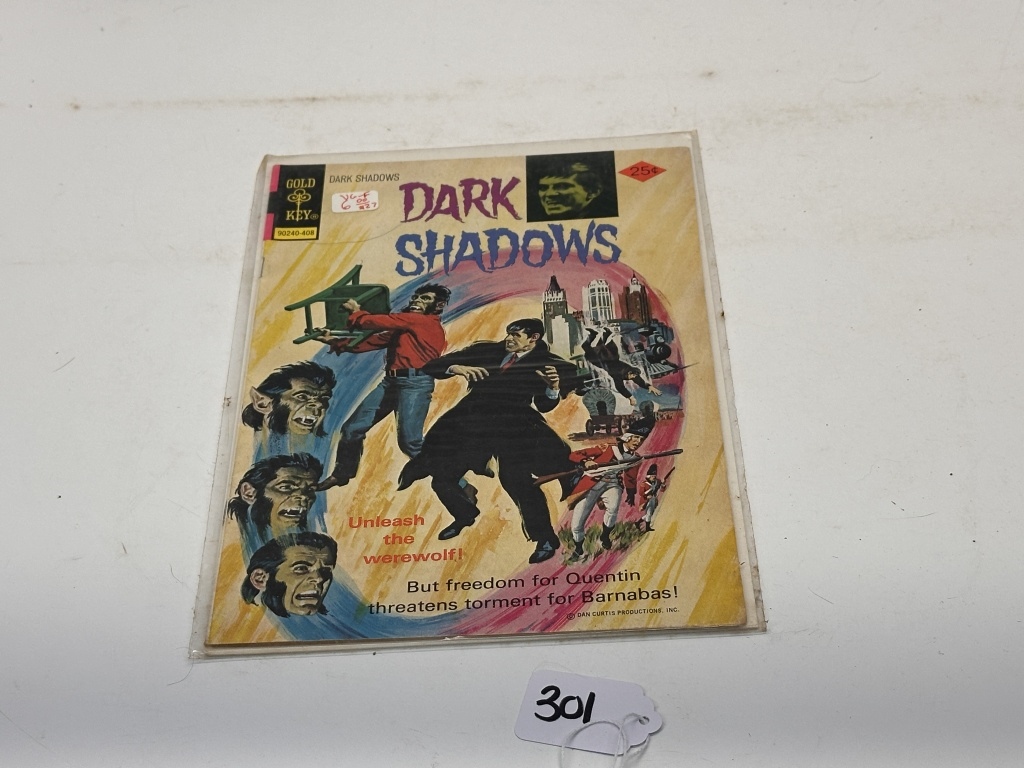 GOLD
KEY®
90240-408
DARK SHADOWS
DARK
SHADOWS
25¢
Unleash
the
werewolf!
But freedom for Quentin
threatens torment for Barnabas!
© DAN CURTIS PRODUCTIONS, INC.
301